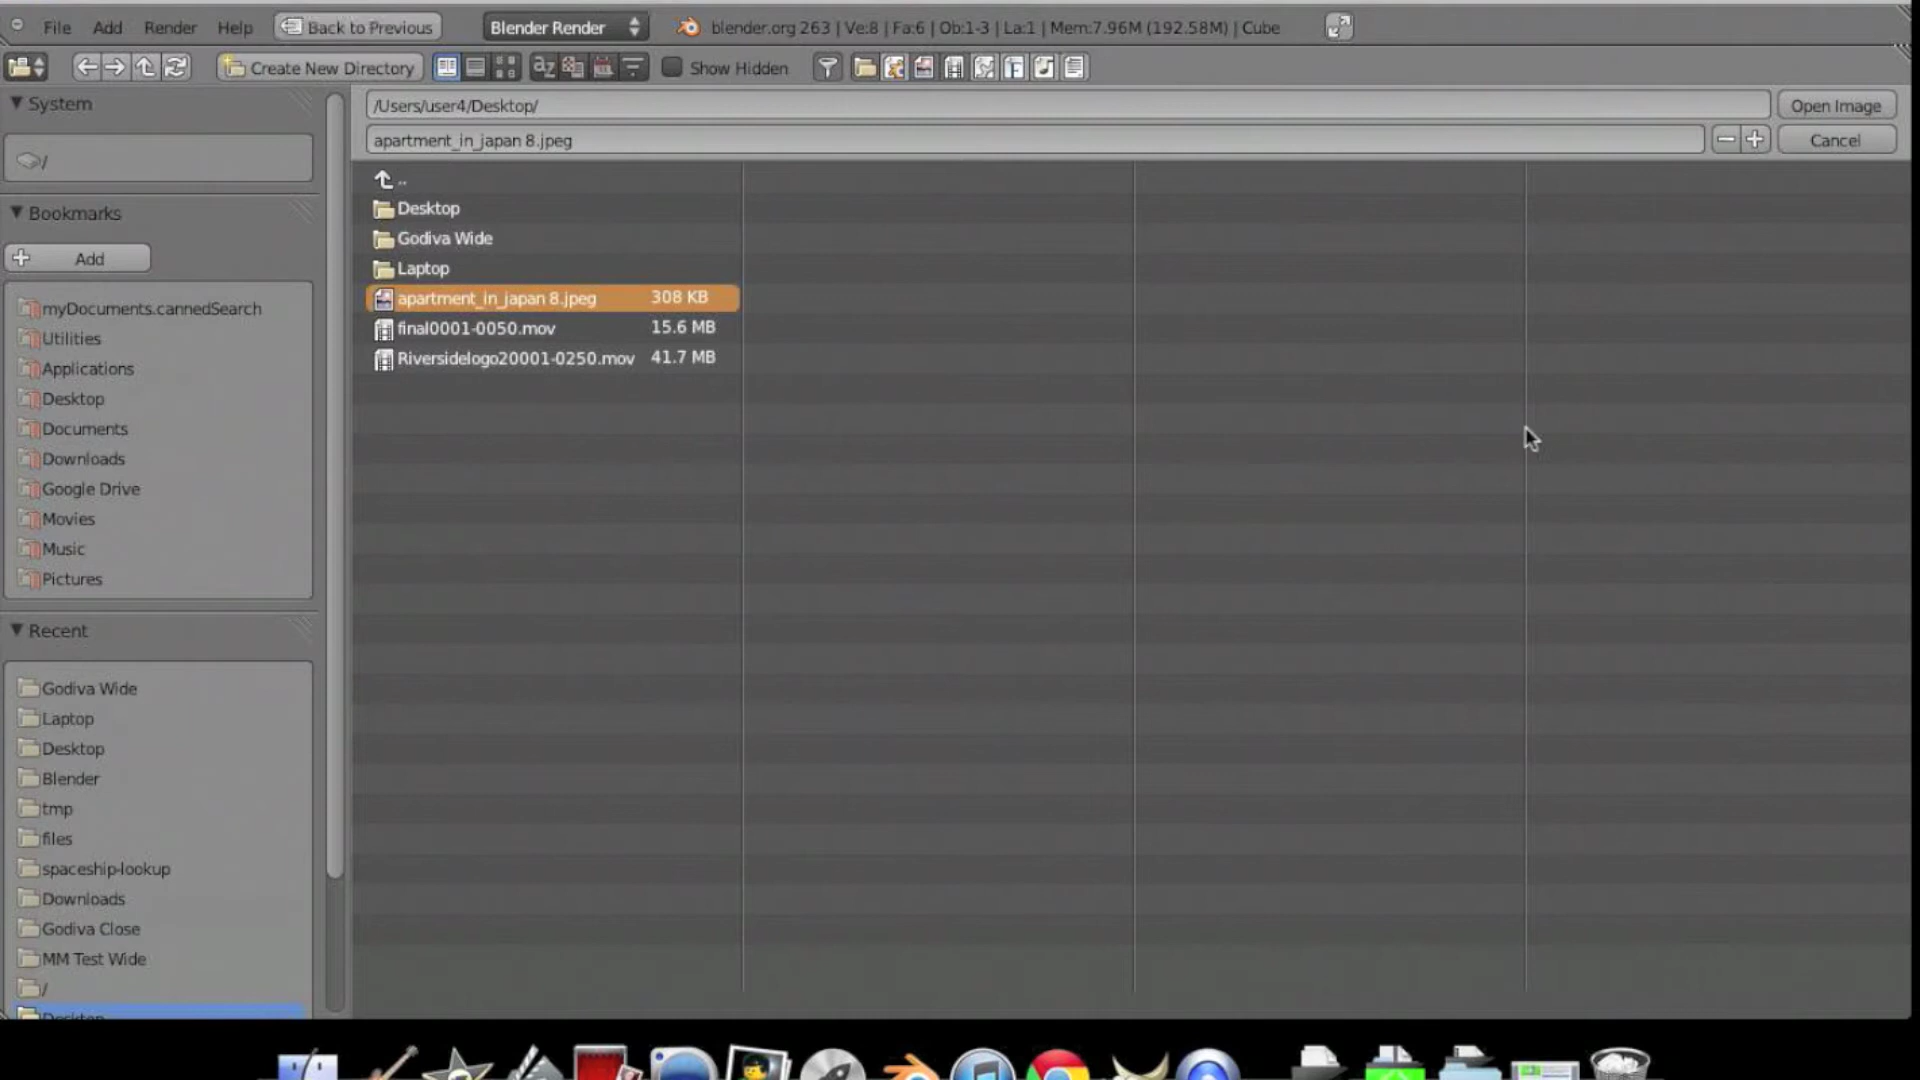 File Add Render Help Back to Previous Blender Render blender.org 263 | Ve:8 | Fa:6 | Ob:1-3 | La:1 | Mem:7.96M (192.58M) | Cube
Create New Directory Show Hidden
System
/
Bookmarks
Add
myDocuments.cannedSearch
Utilities
Applications
Desktop
Documents
Downloads
Google Drive
Movies
Music
Pictures
Recent
Godiva Wide
Laptop
Desktop
Blender
tmp
files
spaceship-lookup
Downloads
Godiva Close
MM Test Wide
/
Desktop
/Users/user4/Desktop/ Open Image
apartment_in_japan 8.jpeg Cancel
..
Desktop
Godiva Wide
Laptop
apartment_in_japan 8.jpeg 308 KB
final0001-0050.mov 15.6 MB
Riversidelogo20001-0250.mov 41.7 MB